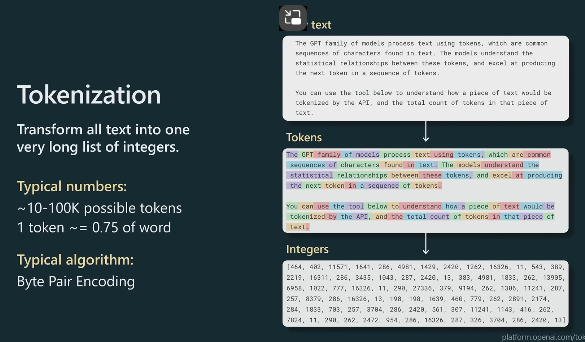 text
The GPT family of models process text using tokens, which are common
sequences of characters found in text. The models understand the
statistical relationships between these tokens, and excel at producing
the next token in a sequence of tokens.
You can use the tool below to understand how a piece of text would be
tokenized by the API, and the total count of tokens in that piece of
text.
Tokenization
Transform all text into one
very long list of integers.
Typical numbers:
~10-100K possible tokens
1 token ~= 0.75 of word
Typical algorithm:
Byte Pair Encoding
Tokens
The GPT family of models process text using tokens, which are common
sequences of characters found in text. The models understand the
statistical relationships between these tokens, and excel at producing
the next token in a sequence of tokens.
You can use the tool below to understand how a piece of text would be
tokenized by the API, and the total count of tokens in that piece of
text.
Integers
[464, 402, 11571, 1641, 286, 4981, 1429, 2420, 1262, 16326, 11, 543, 389,
2219, 16311, 286, 3435, 1043, 287, 2420, 13, 383, 4981, 1833, 262, 13905,
6958, 1022, 777, 16326, 11, 290, 27336, 379, 9194, 262, 1306, 11241, 287,
257, 8379, 286, 16326, 13, 198, 198, 1639, 460, 779, 262, 2891, 2174,
284, 1833, 703, 257, 3704, 286, 2420, 561, 307, 11241, 1143, 416, 262,
7824, 11, 290, 262, 2472, 954, 286, 16326, 287, 326, 3704, 286, 2420, 13]
platform.openai.com/tok